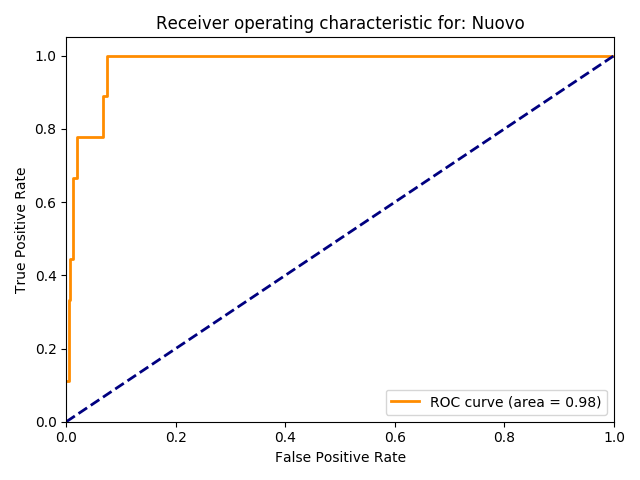 Receiver operating characteristic for: Nuovo
True Positive Rate
1.0
0.8
0.6
0.4
0.2
0.0
0.0 0.2 0.4 0.6 0.8 1.0
False Positive Rate
ROC curve (area = 0.98)